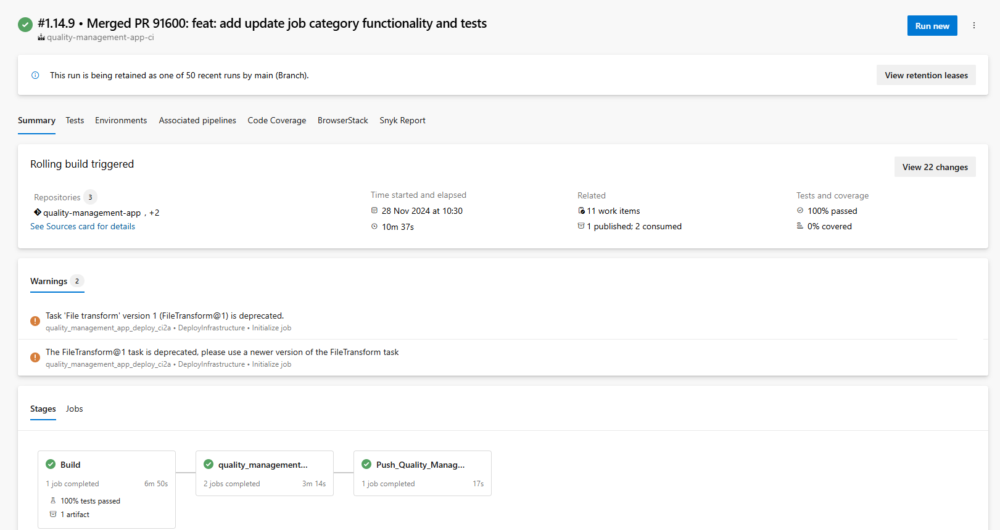 #1.14.9 • Merged PR 91600: feat: add update job category functionality and tests
quality-management-app-ci
Run new
This run is being retained as one of 50 recent runs by main (Branch).
View retention leases
Summary Tests Environments Associated pipelines Code Coverage BrowserStack Snyk Report
Rolling build triggered
View 22 changes
Repositories 3
quality-management-app , +2
See Sources card for details
Time started and elapsed
28 Nov 2024 at 10:30
10m 37s
Related
11 work items
1 published; 2 consumed
Tests and coverage
100% passed
0% covered
Warnings 2
Task 'File transform' version 1 (FileTransform@1) is deprecated.
quality_management_app_deploy_ci2a • DeployInfrastructure • Initialize job
The FileTransform@1 task is deprecated, please use a newer version of the FileTransform task
quality_management_app_deploy_ci2a • DeployInfrastructure • Initialize job
Stages Jobs
Build
1 job completed 6m 50s
100% tests passed
1 artifact
quality_management...
2 jobs completed 3m 14s
Push_Quality_Manag...
1 job completed 17s